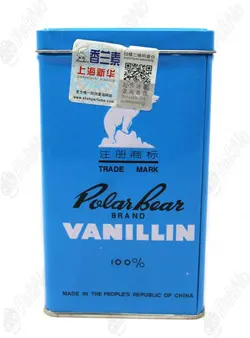 香兰素
上海新华
注册商标
TRADE MARK
Polar bear
BRAND
VANILLIN
100%
MADE IN THE PEOPLE'S REPUBLIC OF CHINA